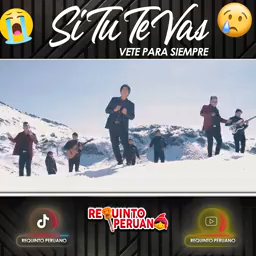 Si Tu Te Vas
VETE PARA SIEMPRE
REQUINTO
PERUANO
REQUINTO PERUANO
REQUINTO PERUANO